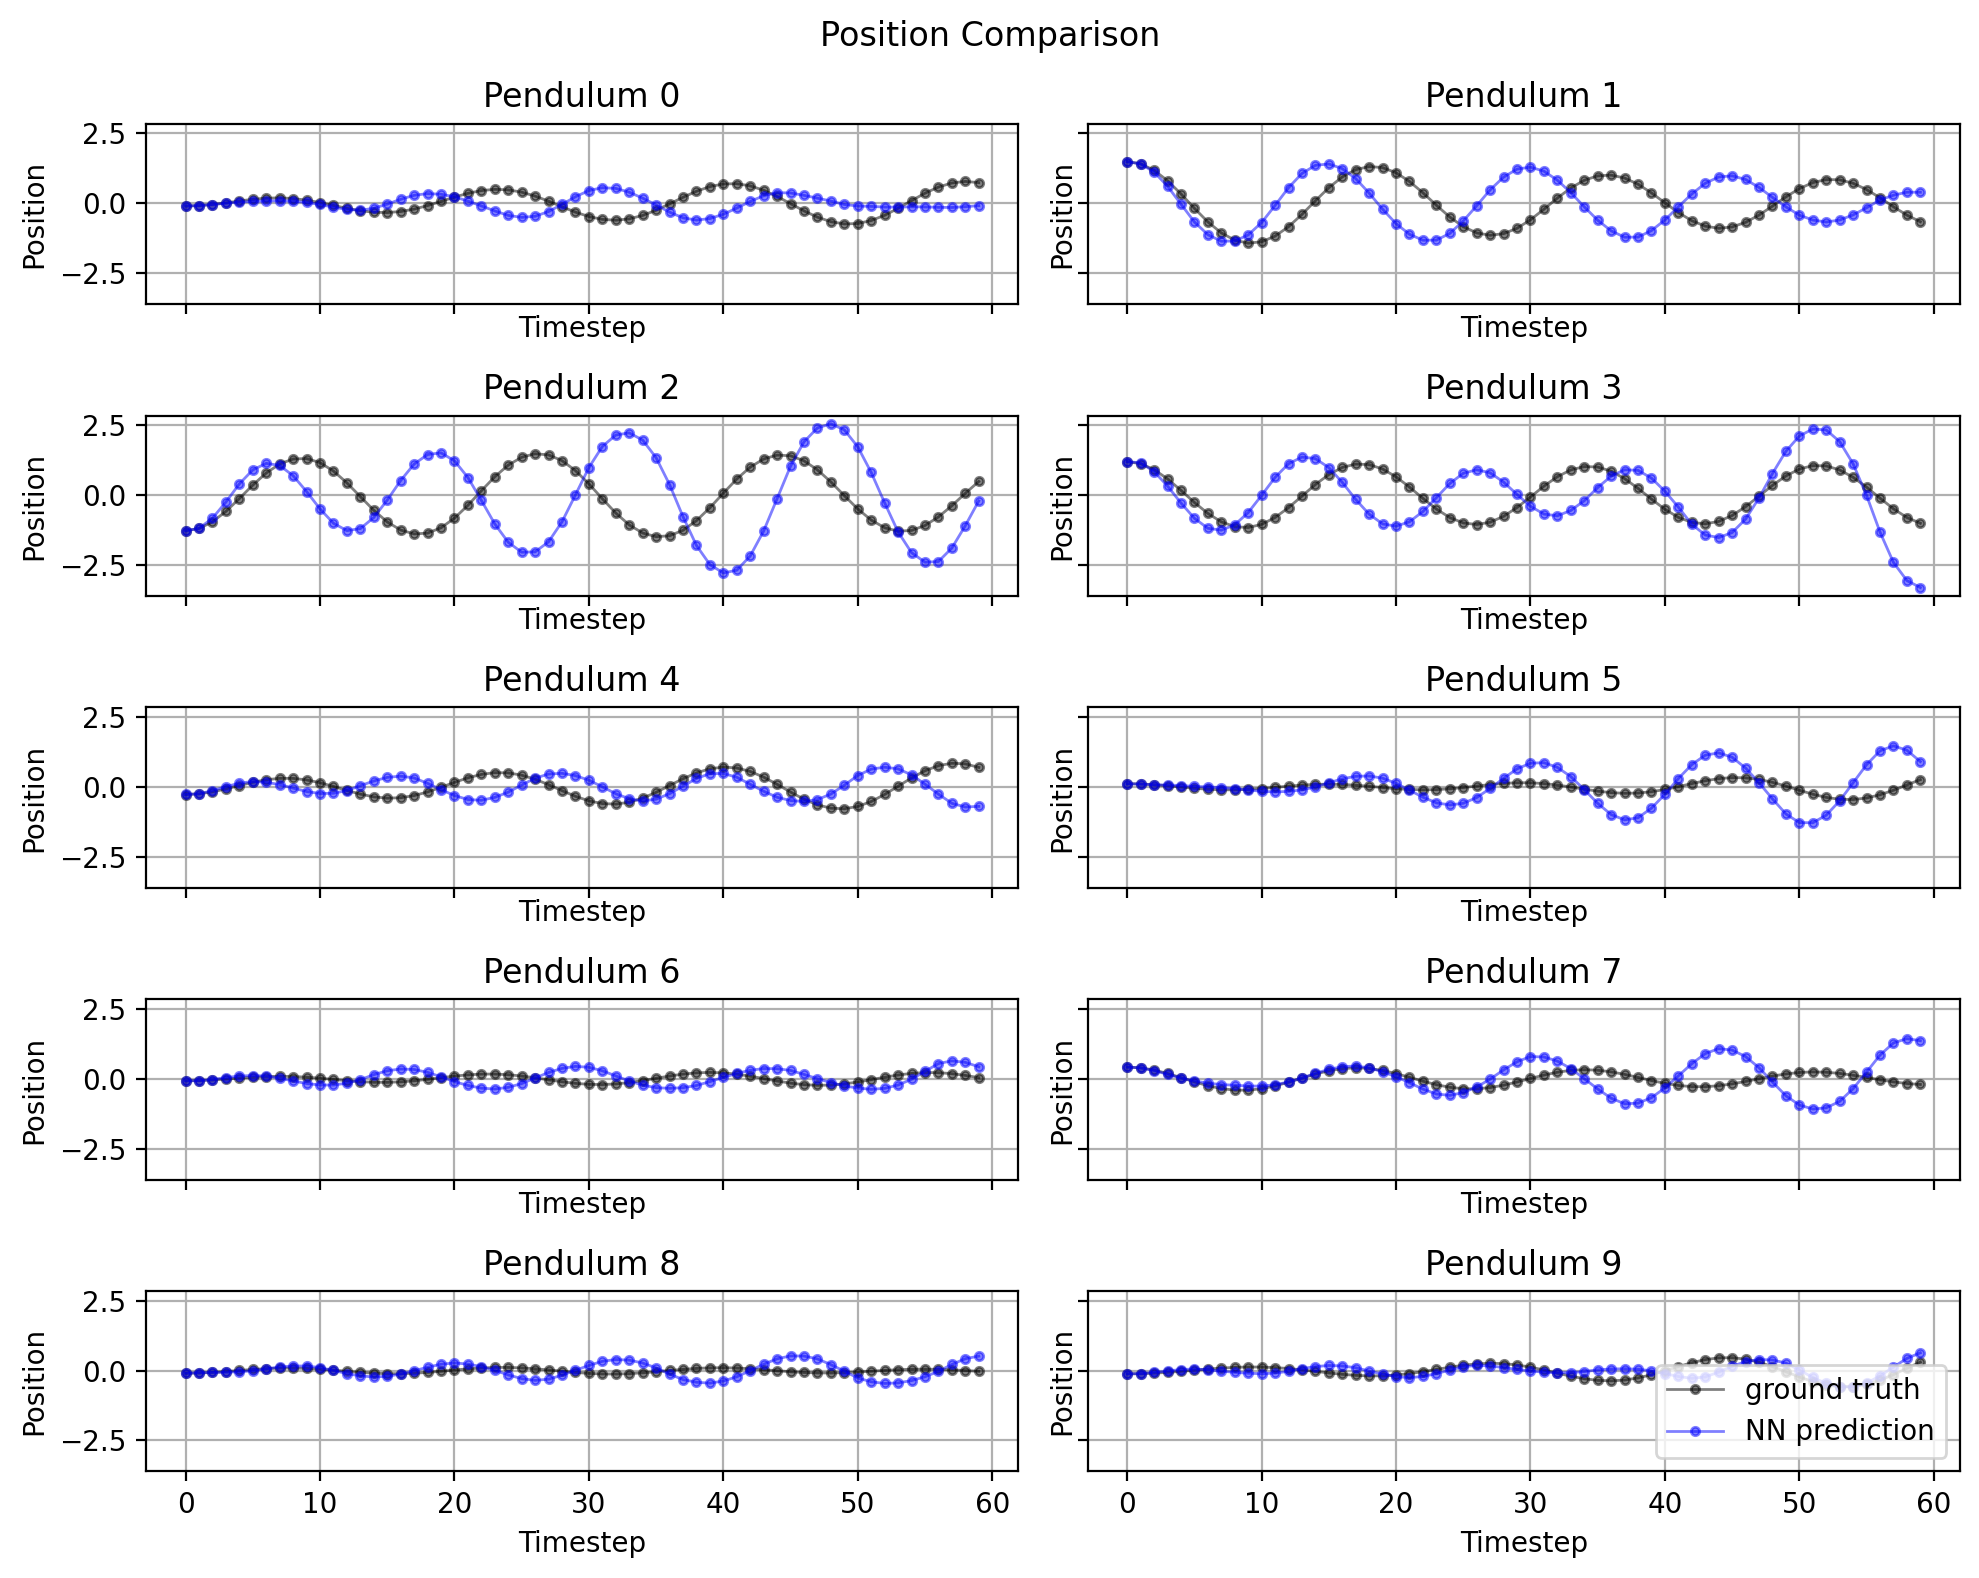 Position Comparison
Pendulum 0
Pendulum 1
2.5
0.0
−2.5
Position
Position
Timestep
Timestep
Pendulum 2
Pendulum 3
2.5
0.0
−2.5
Position
Position
Timestep
Timestep
Pendulum 4
Pendulum 5
2.5
0.0
−2.5
Position
Position
Timestep
Timestep
Pendulum 6
Pendulum 7
2.5
0.0
−2.5
Position
Position
Timestep
Timestep
Pendulum 8
Pendulum 9
2.5
0.0
−2.5
Position
Position
ground truth
NN prediction
0 10 20 30 40 50 60
0 10 20 30 40 50 60
Timestep
Timestep